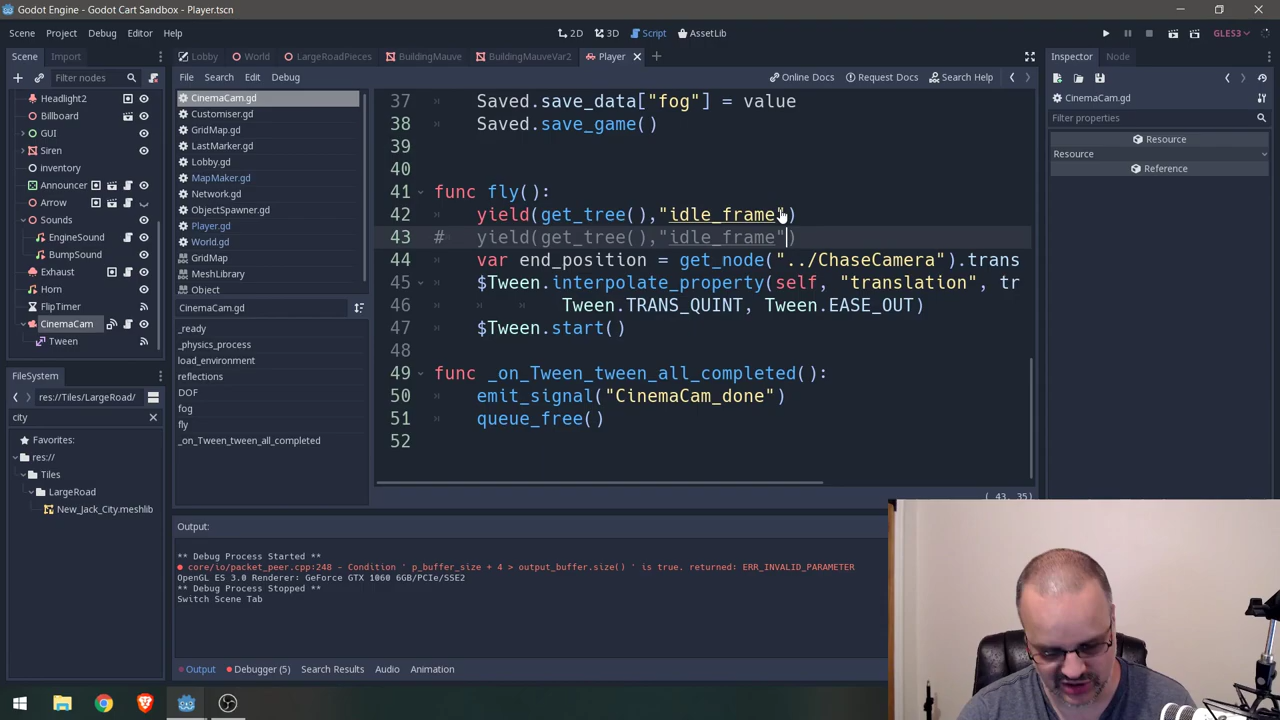 Godot Engine - Godot Cart Sandbox - Player.tscn
Scene Project Debug Editor Help
2D 3D Script AssetLib
GLES3
Scene Import
Lobby World LargeRoadPieces BuildingMauve BuildingMauveVar2 Player
Inspector Node
Filter nodes
File Search Edit Debug
Online Docs Request Docs Search Help
Headlight2
Billboard
GUI
Siren
inventory
Announcer
Arrow
Sounds
EngineSound
BumpSound
Exhaust
Horn
FlipTimer
CinemaCam
Tween
CinemaCam.gd
Customiser.gd
GridMap.gd
LastMarker.gd
Lobby.gd
MapMaker.gd
Network.gd
ObjectSpawner.gd
Player.gd
World.gd
GridMap
MeshLibrary
Object
CinemaCam.gd
_ready
_physics_process
load_environment
reflections
DOF
fog
fly
_on_Tween_tween_all_completed
37 Saved.save_data["fog"] = value
38 Saved.save_game()
39
40
41 func fly():
42 yield(get_tree(),"idle_frame")
43 # yield(get_tree(),"idle_frame")
44 var end_position = get_node("../ChaseCamera").trans
45 $Tween.interpolate_property(self, "translation", tr
46 Tween.TRANS_QUINT, Tween.EASE_OUT)
47 $Tween.start()
48
49 func _on_Tween_tween_all_completed():
50 emit_signal("CinemaCam_done")
51 queue_free()
52
( 43, 35)
CinemaCam.gd
Filter properties
Resource
Resource
Reference
FileSystem
res://Tiles/LargeRoad/
city
Favorites:
res://
Tiles
LargeRoad
New_Jack_City.meshlib
Output:
** Debug Process Started **
core/io/packet_peer.cpp:248 - Condition ' p_buffer_size + 4 > output_buffer.size() ' is true. returned: ERR_INVALID_PARAMETER
OpenGL ES 3.0 Renderer: GeForce GTX 1060 6GB/PCIe/SSE2
** Debug Process Stopped **
Switch Scene Tab
Output Debugger (5) Search Results Audio Animation